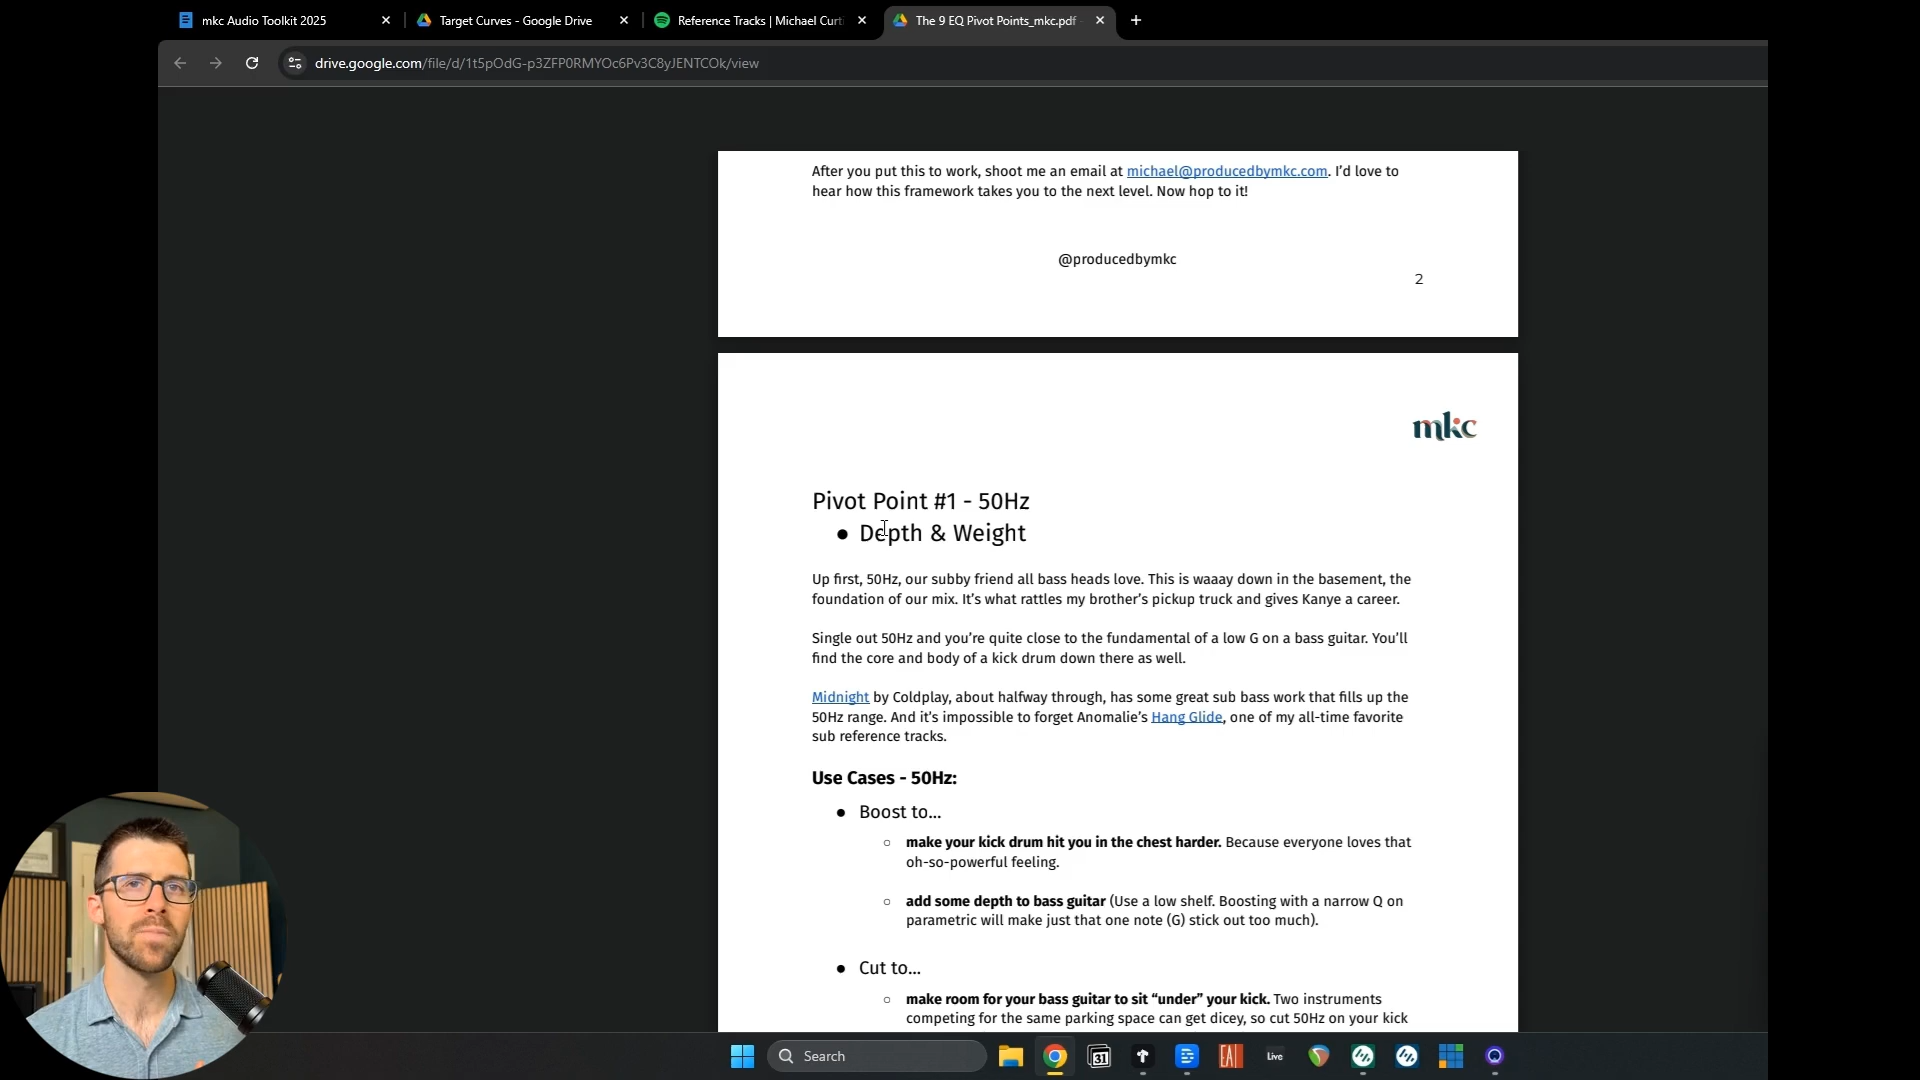 mkc Audio Toolkit 2025
Target Curves - Google Drive
Reference Tracks | Michael Curti
The 9 EQ Pivot Points_mkc.pdf -
drive.google.com/file/d/1t5pOdG-p3ZFP0RMYOc6Pv3C8yJENTCOk/view
After you put this to work, shoot me an email at michael@producedbymkc.com. I’d love to
hear how this framework takes you to the next level. Now hop to it!
@producedbymkc
2
mkc
Pivot Point #1 - 50Hz
● Depth & Weight
Up first, 50Hz, our subby friend all bass heads love. This is waaay down in the basement, the
foundation of our mix. It’s what rattles my brother’s pickup truck and gives Kanye a career.
Single out 50Hz and you’re quite close to the fundamental of a low G on a bass guitar. You’ll
find the core and body of a kick drum down there as well.
Midnight by Coldplay, about halfway through, has some great sub bass work that fills up the
50Hz range. And it’s impossible to forget Anomalie’s Hang Glide, one of my all-time favorite
sub reference tracks.
Use Cases - 50Hz:
● Boost to...
○ make your kick drum hit you in the chest harder. Because everyone loves that
oh-so-powerful feeling.
○ add some depth to bass guitar (Use a low shelf. Boosting with a narrow Q on
parametric will make just that one note (G) stick out too much).
● Cut to...
○ make room for your bass guitar to sit “under” your kick. Two instruments
competing for the same parking space can get dicey, so cut 50Hz on your kick
Search
31
EAI
Live